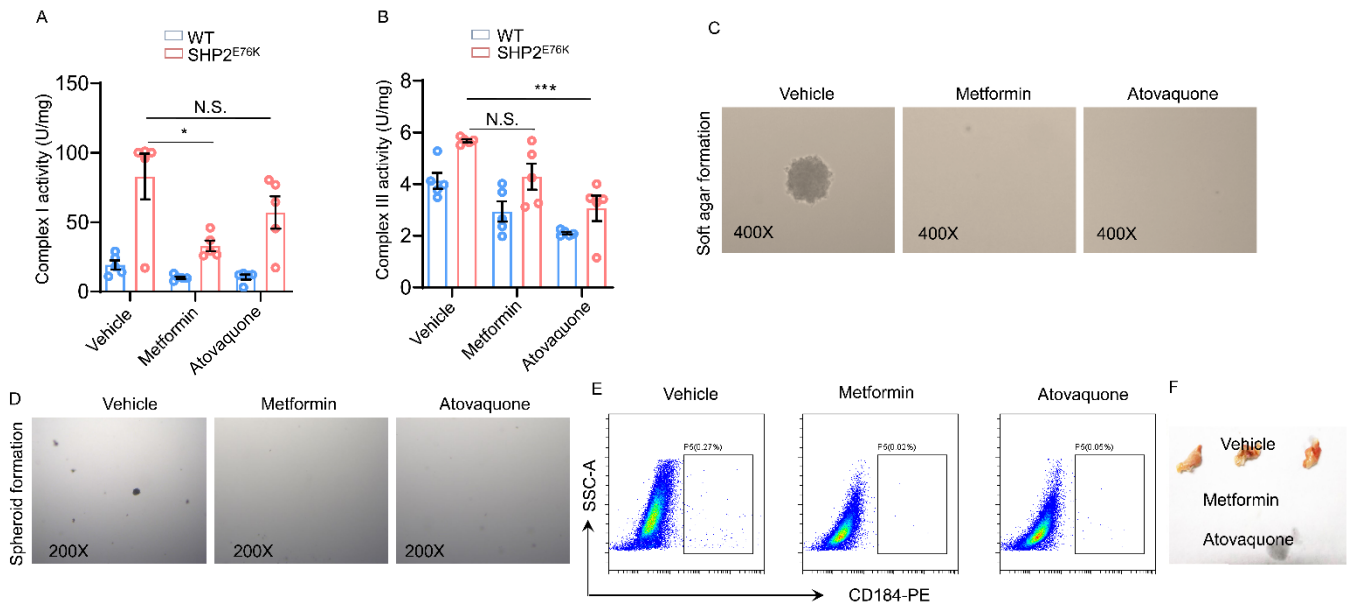 A
WT
SHP2E76K
Complex I activity (U/mg)
150
100
50
0
N.S.
*
Vehicle
Metformin
Atovaquone
B
WT
SHP2E76K
Complex III activity (U/mg)
8
6
4
2
0
***
N.S.
Vehicle
Metformin
Atovaquone
C
Vehicle
Metformin
Atovaquone
Soft agar formation
400X
400X
400X
D
Vehicle
Metformin
Atovaquone
Spheroid formation
200X
200X
200X
E
Vehicle
Metformin
Atovaquone
P5(0.27%)
P5(0.02%)
P5(0.05%)
SSC-A
CD184-PE
F
Vehicle
Metformin
Atovaquone